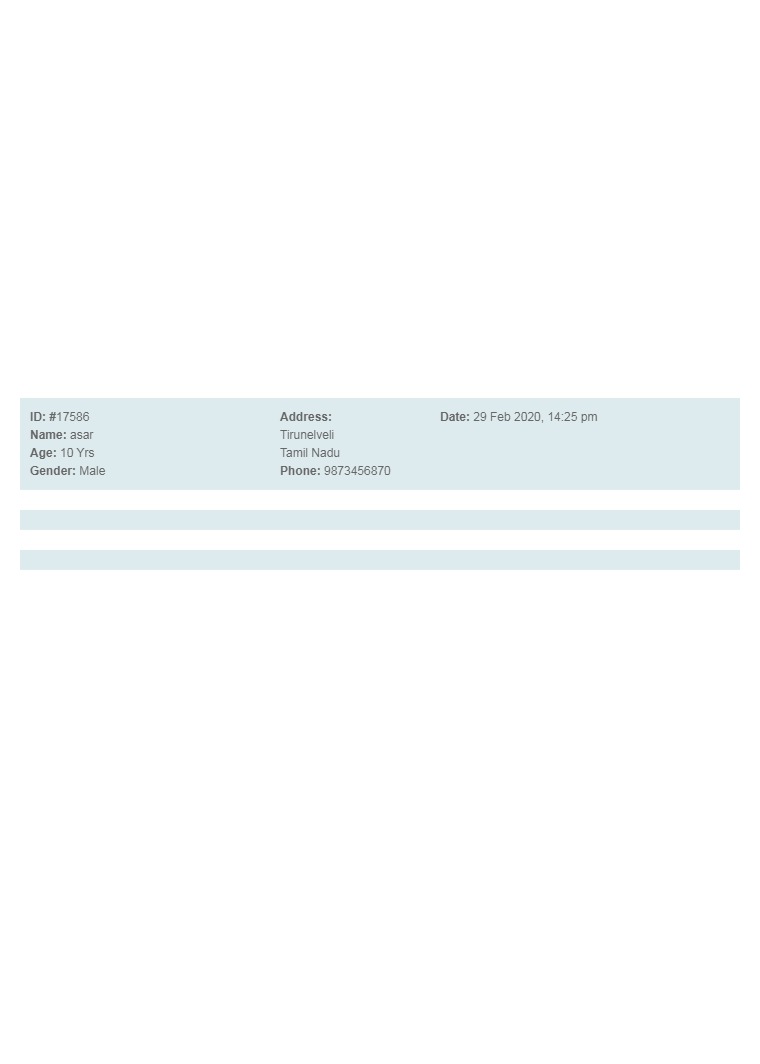 ID: #17586
Name: asar
Age: 10 Yrs
Gender: Male
Address:
Tirunelveli
Tamil Nadu
Phone: 9873456870
Date: 29 Feb 2020, 14:25 pm